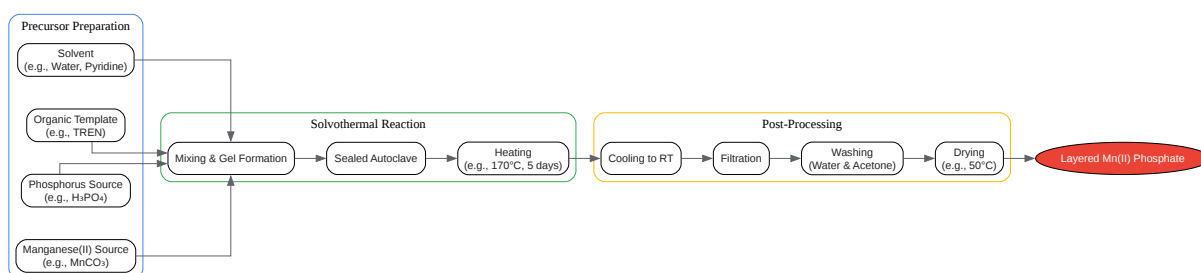 Precursor Preparation
Solvent
(e.g., Water, Pyridine)
Organic Template
(e.g., TREN)
Phosphorus Source
(e.g., H₃PO₄)
Manganese(II) Source
(e.g., MnCO₃)
Solvothermal Reaction
Mixing & Gel Formation
Sealed Autoclave
Heating
(e.g., 170°C, 5 days)
Post-Processing
Cooling to RT
Filtration
Washing
(Water & Acetone)
Drying
(e.g., 50°C)
Layered Mn(II) Phosphate